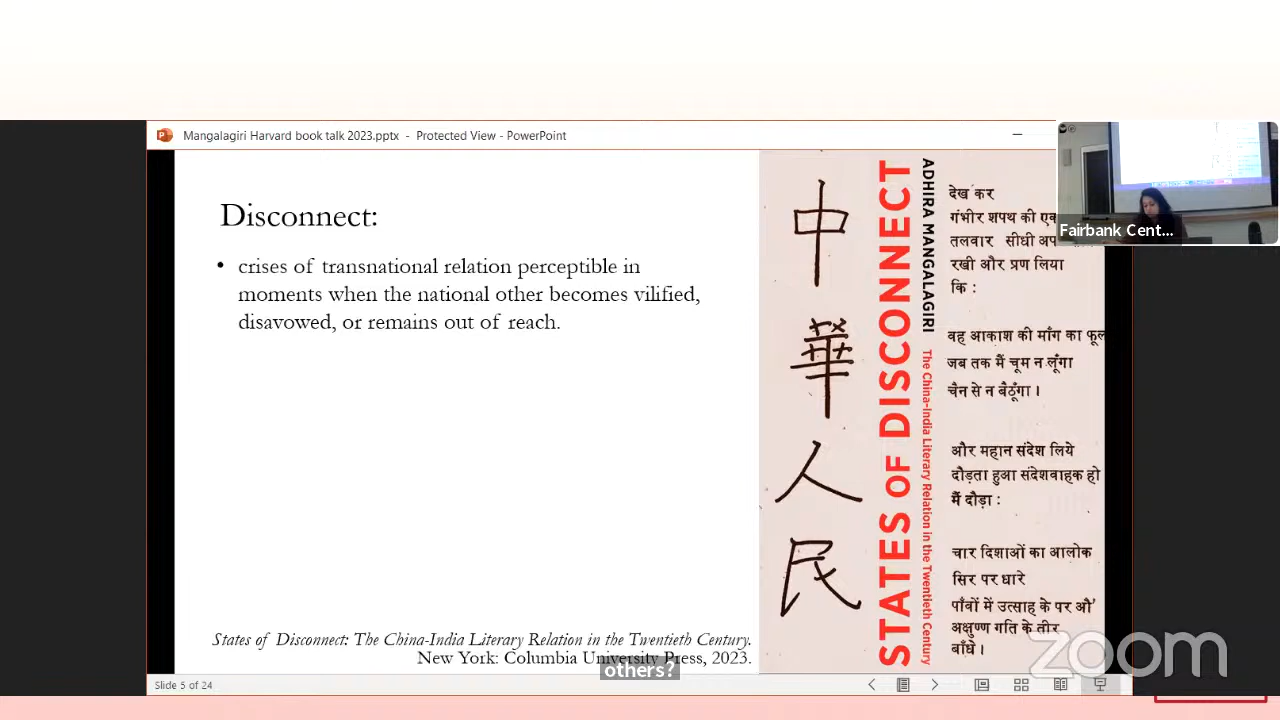 Mangalagiri Harvard book talk 2023.pptx - Protected View - PowerPoint
Disconnect:
• crises of transnational relation perceptible in
moments when the national other becomes vilified,
disavowed, or remains out of reach.
States of Disconnect: The China-India Literary Relation in the Twentieth Century.
New York: Columbia University Press, 2023.
中華人民
STATES OF DISCONNECT
ADHIRA MANGALAGIRI
The China-India Literary Relation in the Twentieth Century
देख कर
गंभीर शपथ की
तलवार सीधी
रखी और प्रण लिया
कि :
वह आकाश की माँग का फूल
जब तक मैं चूम न लूँगा
चैन से न बैठूँगा ।
और महान संदेश लिये
दौड़ता हुआ संदेशवाहक हो
मैं दौड़ा :
चार दिशाओं का आलोक
सिर पर धारे
पाँवों में उत्साह के पर औ'
अक्षुण्ण गति के तीर
बाँधे ।
Fairbank Cent...
others?
zoom
Slide 5 of 24